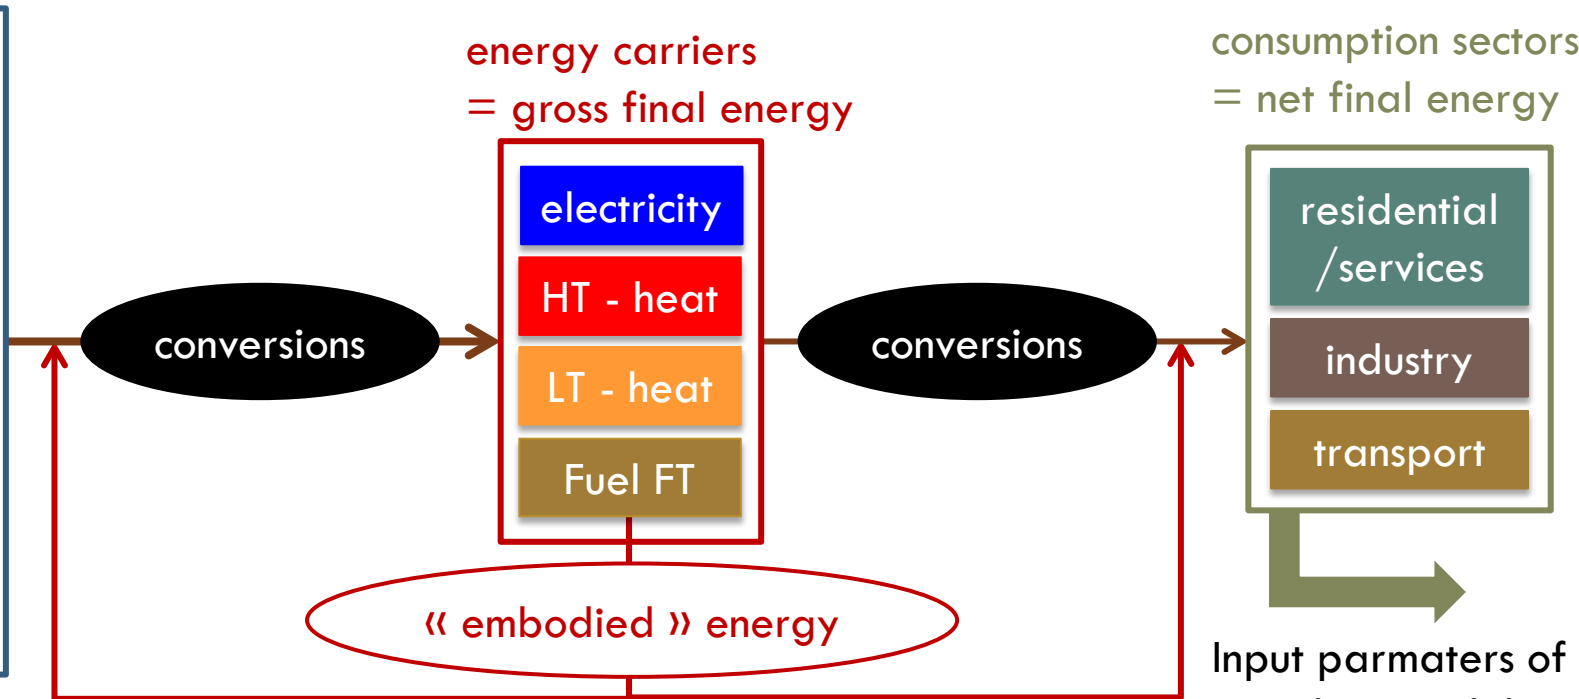 energy carriers
= gross final energy
electricity
HT - heat
LT - heat
Fuel FT
conversions
conversions
« embodied » energy
consumption sectors
= net final energy
residential
/services
industry
transport
Input parmaters of